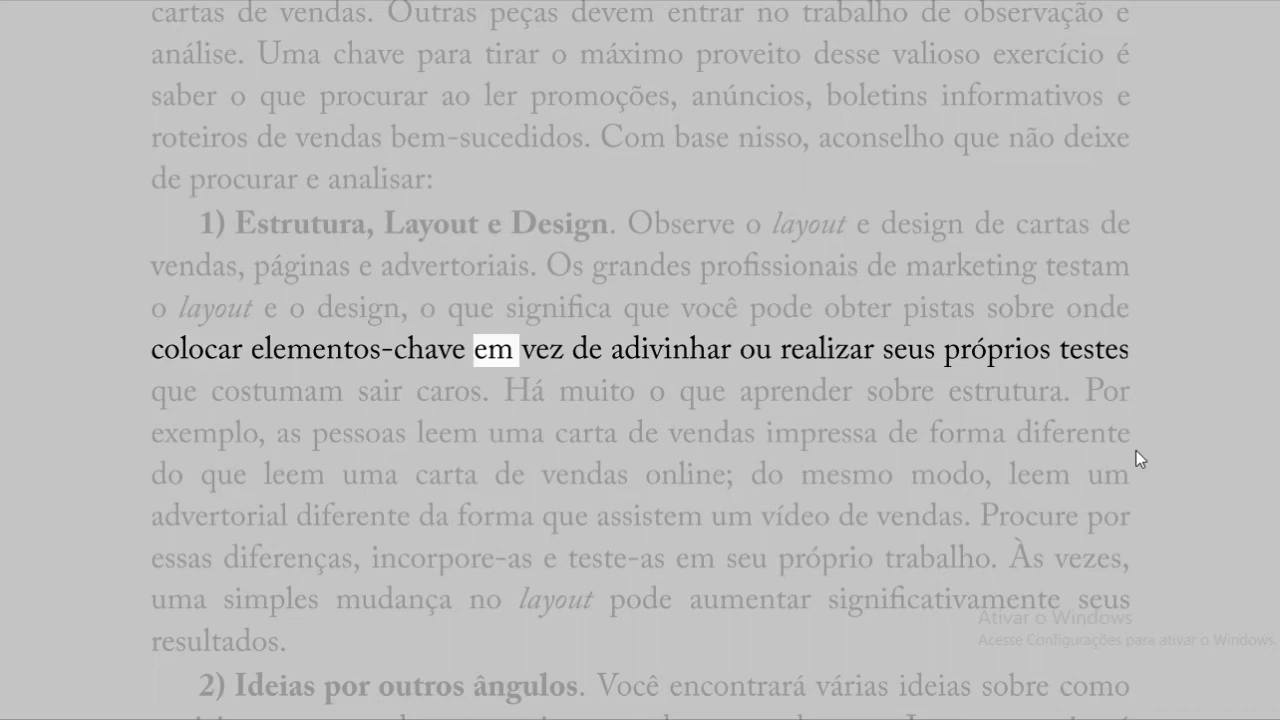 cartas de vendas. Outras peças devem entrar no trabalho de observação e
análise. Uma chave para tirar o máximo proveito desse valioso exercício é
saber o que procurar ao ler promoções, anúncios, boletins informativos e
roteiros de vendas bem-sucedidos. Com base nisso, aconselho que não deixe
de procurar e analisar:
1) Estrutura, Layout e Design. Observe o layout e design de cartas de
vendas, páginas e advertoriais. Os grandes profissionais de marketing testam
o layout e o design, o que significa que você pode obter pistas sobre onde
colocar elementos-chave em vez de adivinhar ou realizar seus próprios testes
que costumam sair caros. Há muito o que aprender sobre estrutura. Por
exemplo, as pessoas leem uma carta de vendas impressa de forma diferente
do que leem uma carta de vendas online; do mesmo modo, leem um
advertorial diferente da forma que assistem um vídeo de vendas. Procure por
essas diferenças, incorpore-as e teste-as em seu próprio trabalho. Às vezes,
uma simples mudança no layout pode aumentar significativamente seus
Ativar o Windows
Acesse Configurações para ativar o Windows.
resultados.
2) Ideias por outros ângulos. Você encontrará várias ideias sobre como